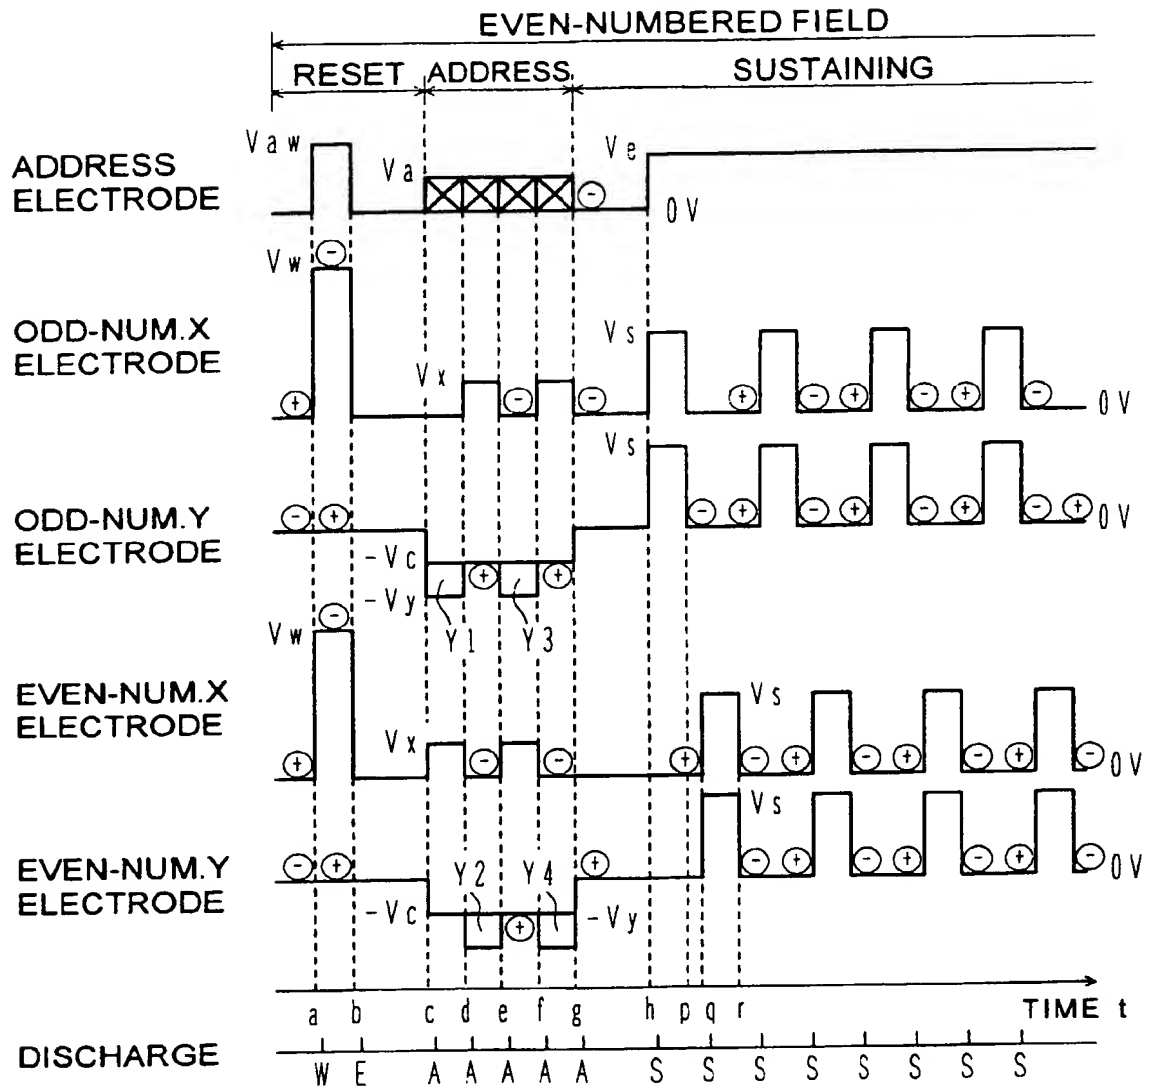 EVEN-NUMBERED FIELD
RESET ADDRESS SUSTAINING
Vaw
Va
Ve
ADDRESS
ELECTRODE
⊖
0V
Vw
⊖
ODD-NUM.X
ELECTRODE
Vs
Vx
⊕ ⊖ ⊖ ⊕ ⊖ ⊕ ⊖ ⊕ ⊖ 0V
Vs
ODD-NUM.Y
ELECTRODE
⊖ ⊕ ⊖ ⊕ ⊖ ⊕ ⊖ ⊕ ⊖ ⊕ 0V
-Vc
⊕ ⊕
-Vy
Y1 Y3
Vw
⊖
EVEN-NUM.X
ELECTRODE
Vs
Vx
⊕ ⊖ ⊖ ⊕ ⊖ ⊕ ⊖ ⊕ ⊖ ⊕ ⊖ 0V
Vs
EVEN-NUM.Y
ELECTRODE
⊖ ⊕ Y2 Y4 ⊕ ⊖ ⊕ ⊖ ⊕ ⊖ ⊕ ⊖ 0V
-Vc ⊕ -Vy
a b c d e f g h p q r TIME t
DISCHARGE
W E A A A A A S S S S S S S S